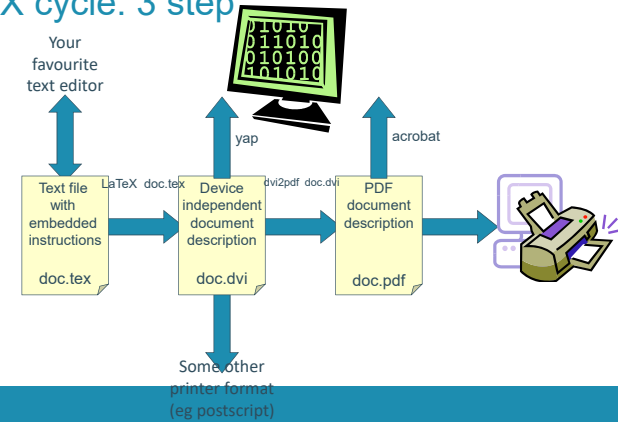 X cycle: 3 step
Your
favourite
text editor
01010
011010
010100
101010
yap
acrobat
LaTeX doc.tex
dvi2pdf doc.dvi
Text file
with
embedded
instructions
doc.tex
Device
independent
document
description
doc.dvi
PDF
document
description
doc.pdf
Some other
printer format
(eg postscript)